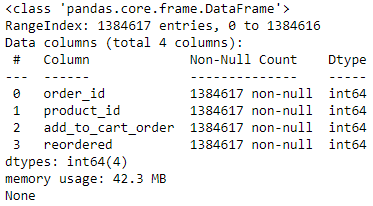 <class 'pandas.core.frame.DataFrame'>
RangeIndex: 1384617 entries, 0 to 1384616
Data columns (total 4 columns):
 #   Column             Non-Null Count    Dtype
---  ------             --------------    -----
 0   order_id           1384617 non-null  int64
 1   product_id         1384617 non-null  int64
 2   add_to_cart_order  1384617 non-null  int64
 3   reordered          1384617 non-null  int64
dtypes: int64(4)
memory usage: 42.3 MB
None